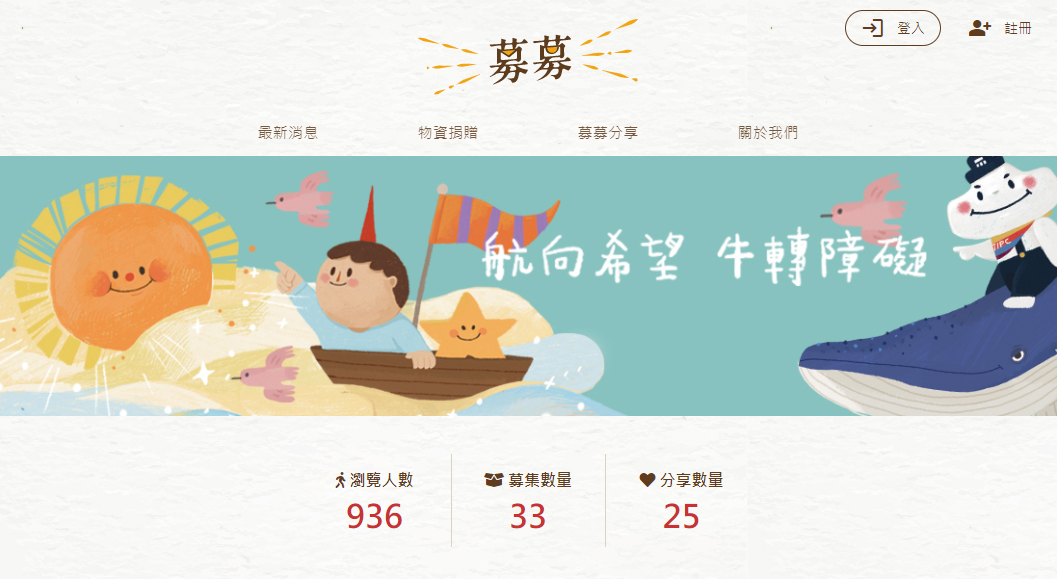 登入 註冊
募募
最新消息 物資捐贈 募募分享 關於我們
航向希望 牛轉障礙
IPC
瀏覽人數 募集數量 分享數量
936 33 25